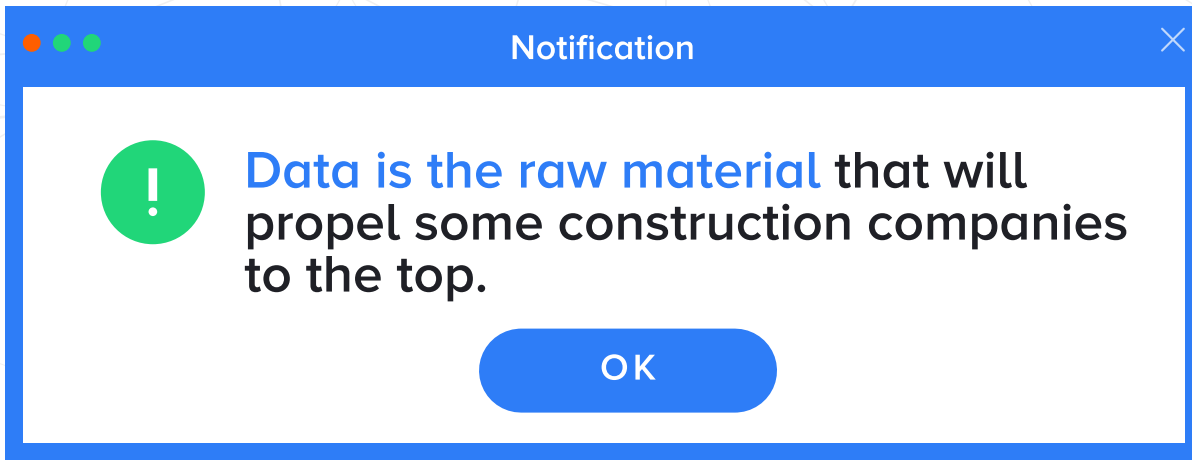 Notification
!
Data is the raw material that will
propel some construction companies
to the top.
OK